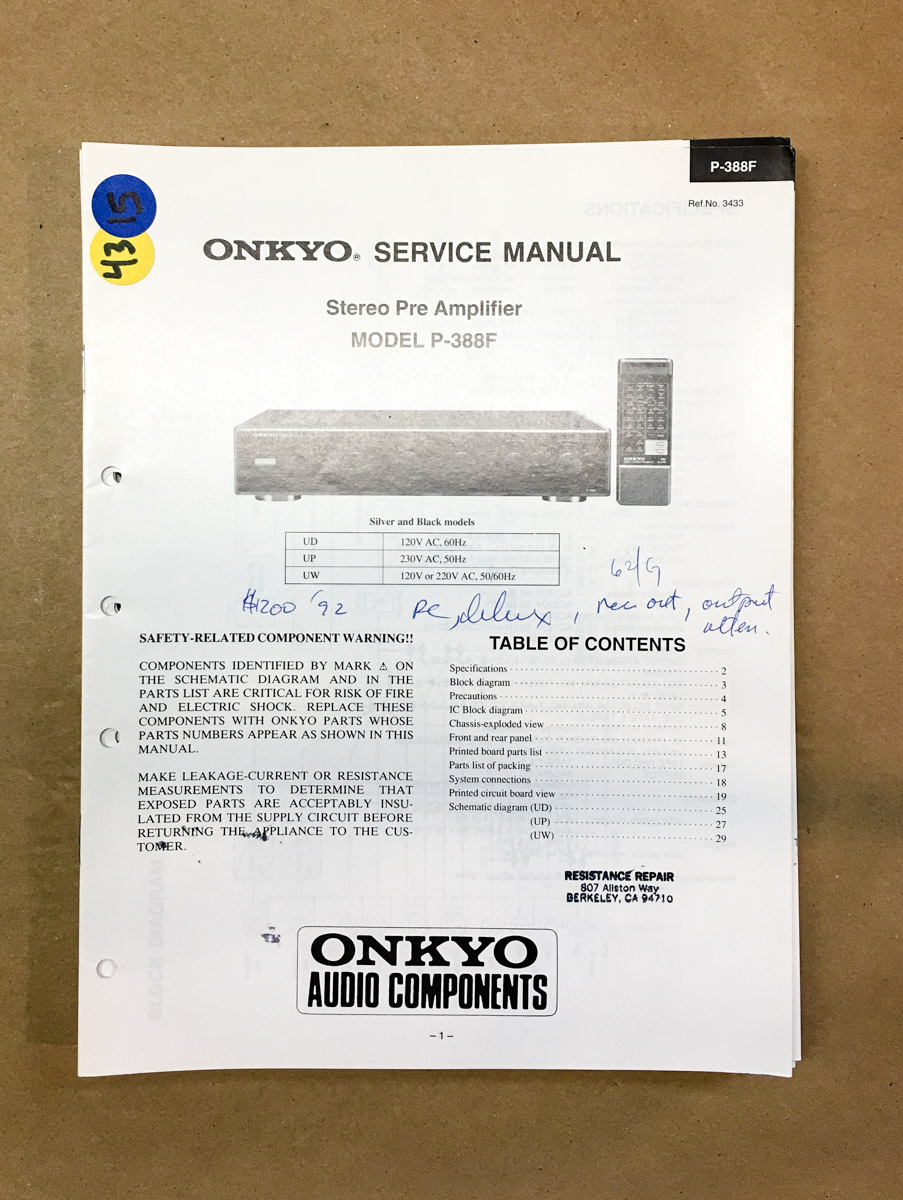 P-388F
Ref.No. 3433
15
43
ONKYO® SERVICE MANUAL
Stereo Pre Amplifier
MODEL P-388F
ONKYO
ONKYO
Silver and Black models
UD 120V AC, 60Hz
UP 230V AC, 50Hz
UW 120V or 220V AC, 50/60Hz
62/G
$1200 '92 RC, delux, rec out, output
atten.
SAFETY-RELATED COMPONENT WARNING!!
COMPONENTS IDENTIFIED BY MARK ⚠ ON
THE SCHEMATIC DIAGRAM AND IN THE
PARTS LIST ARE CRITICAL FOR RISK OF FIRE
AND ELECTRIC SHOCK. REPLACE THESE
COMPONENTS WITH ONKYO PARTS WHOSE
PARTS NUMBERS APPEAR AS SHOWN IN THIS
MANUAL.
MAKE LEAKAGE-CURRENT OR RESISTANCE
MEASUREMENTS TO DETERMINE THAT
EXPOSED PARTS ARE ACCEPTABLY INSU-
LATED FROM THE SUPPLY CIRCUIT BEFORE
RETURNING THE APPLIANCE TO THE CUS-
TOMER.
TABLE OF CONTENTS
Specifications 2
Block diagram 3
Precautions 4
IC Block diagram 5
Chassis-exploded view 8
Front and rear panel 11
Printed board parts list 13
Parts list of packing 17
System connections 18
Printed circuit board view 19
Schematic diagram (UD) 25
(UP) 27
(UW) 29
RESISTANCE REPAIR
807 Allston Way
BERKELEY, CA 94710
ONKYO
AUDIO COMPONENTS
– 1 –